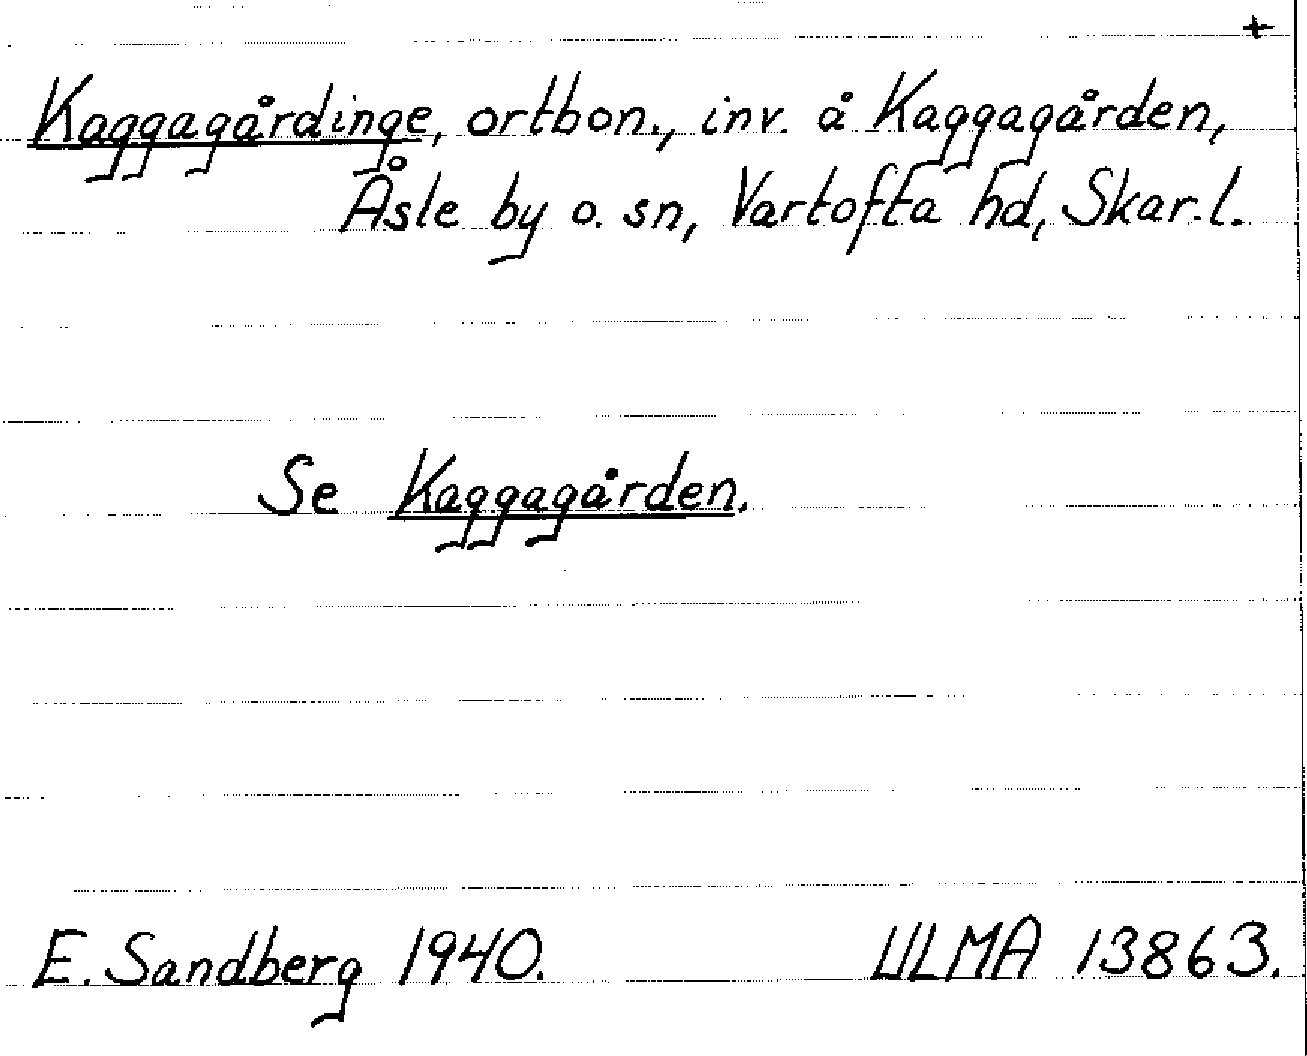 +
Kaggagårdinge, ortbon., inv. å Kaggagården,
Åsle by o. sn, Vartofta hd, Skar. l.
Se Kaggagården.
E. Sandberg 1940. ULMA 13863.